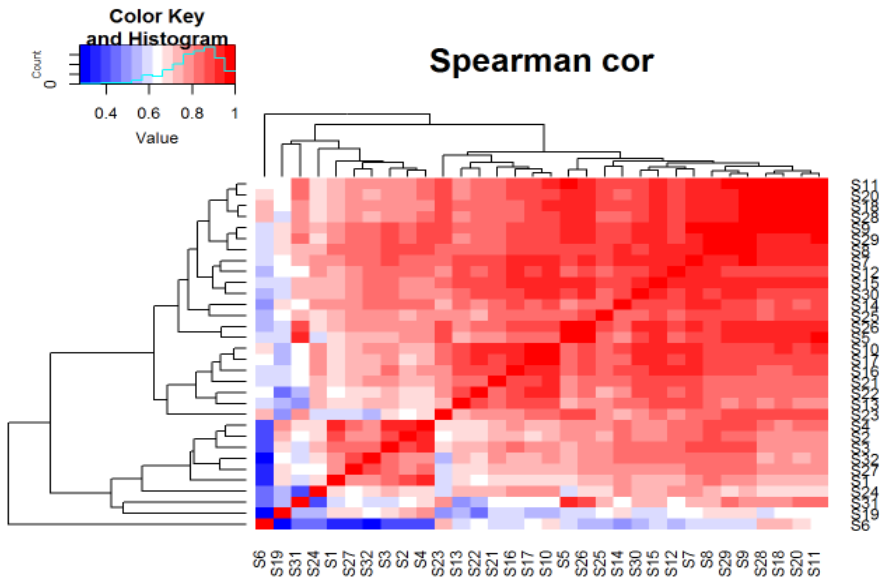 Color Key
and Histogram
Count
0
0.4 0.6 0.8 1
Value
Spearman cor
S11
S20
S18
S28
S9
S29
S8
S7
S12
S15
S30
S14
S25
S26
S5
S10
S17
S16
S21
S22
S13
S23
S4
S2
S3
S32
S27
S1
S24
S31
S19
S6
S6 S19 S31 S24 S1 S27 S32 S3 S2 S4 S23 S13 S22 S21 S16 S17 S10 S5 S26 S25 S14 S30 S15 S12 S7 S8 S29 S9 S28 S18 S20 S11